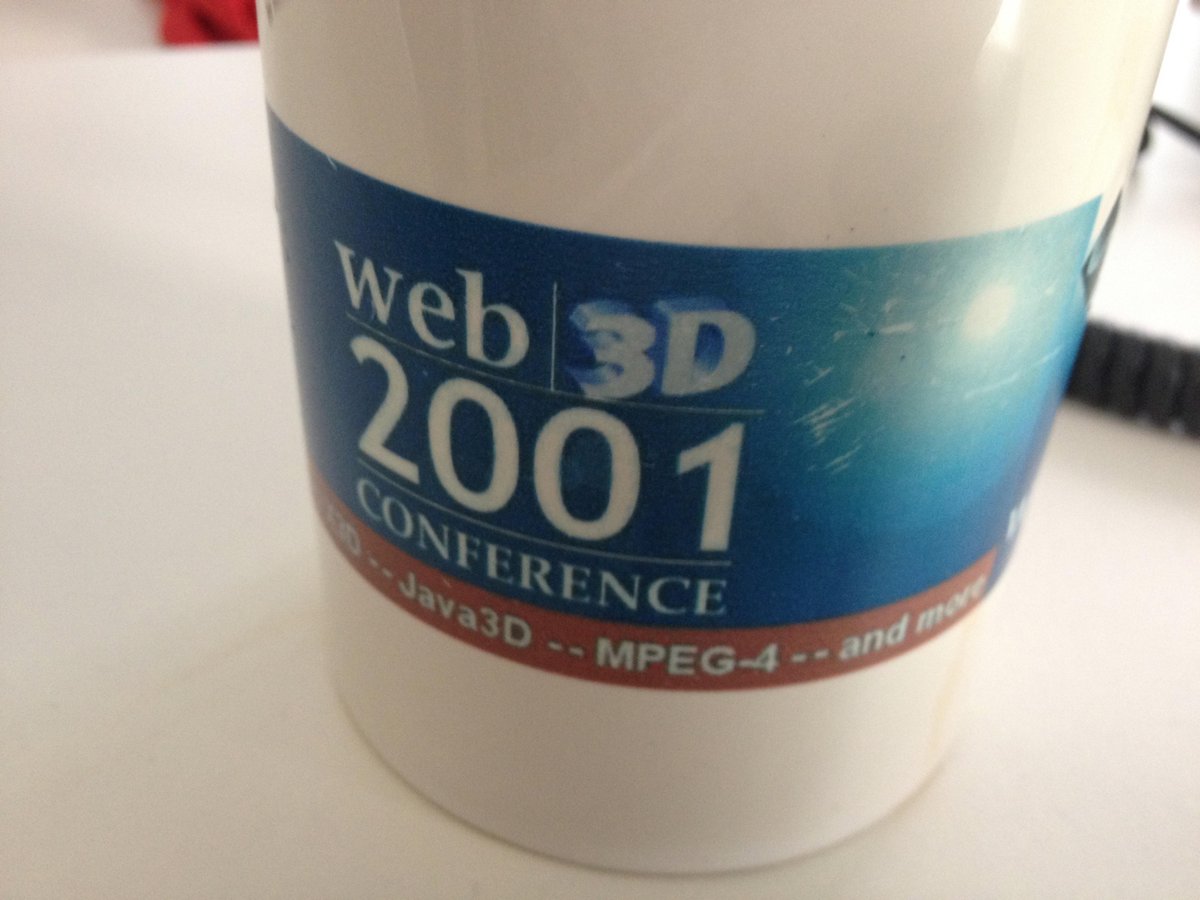 web 3D
2001
CONFERENCE
-- Java3D -- MPEG-4 -- and more